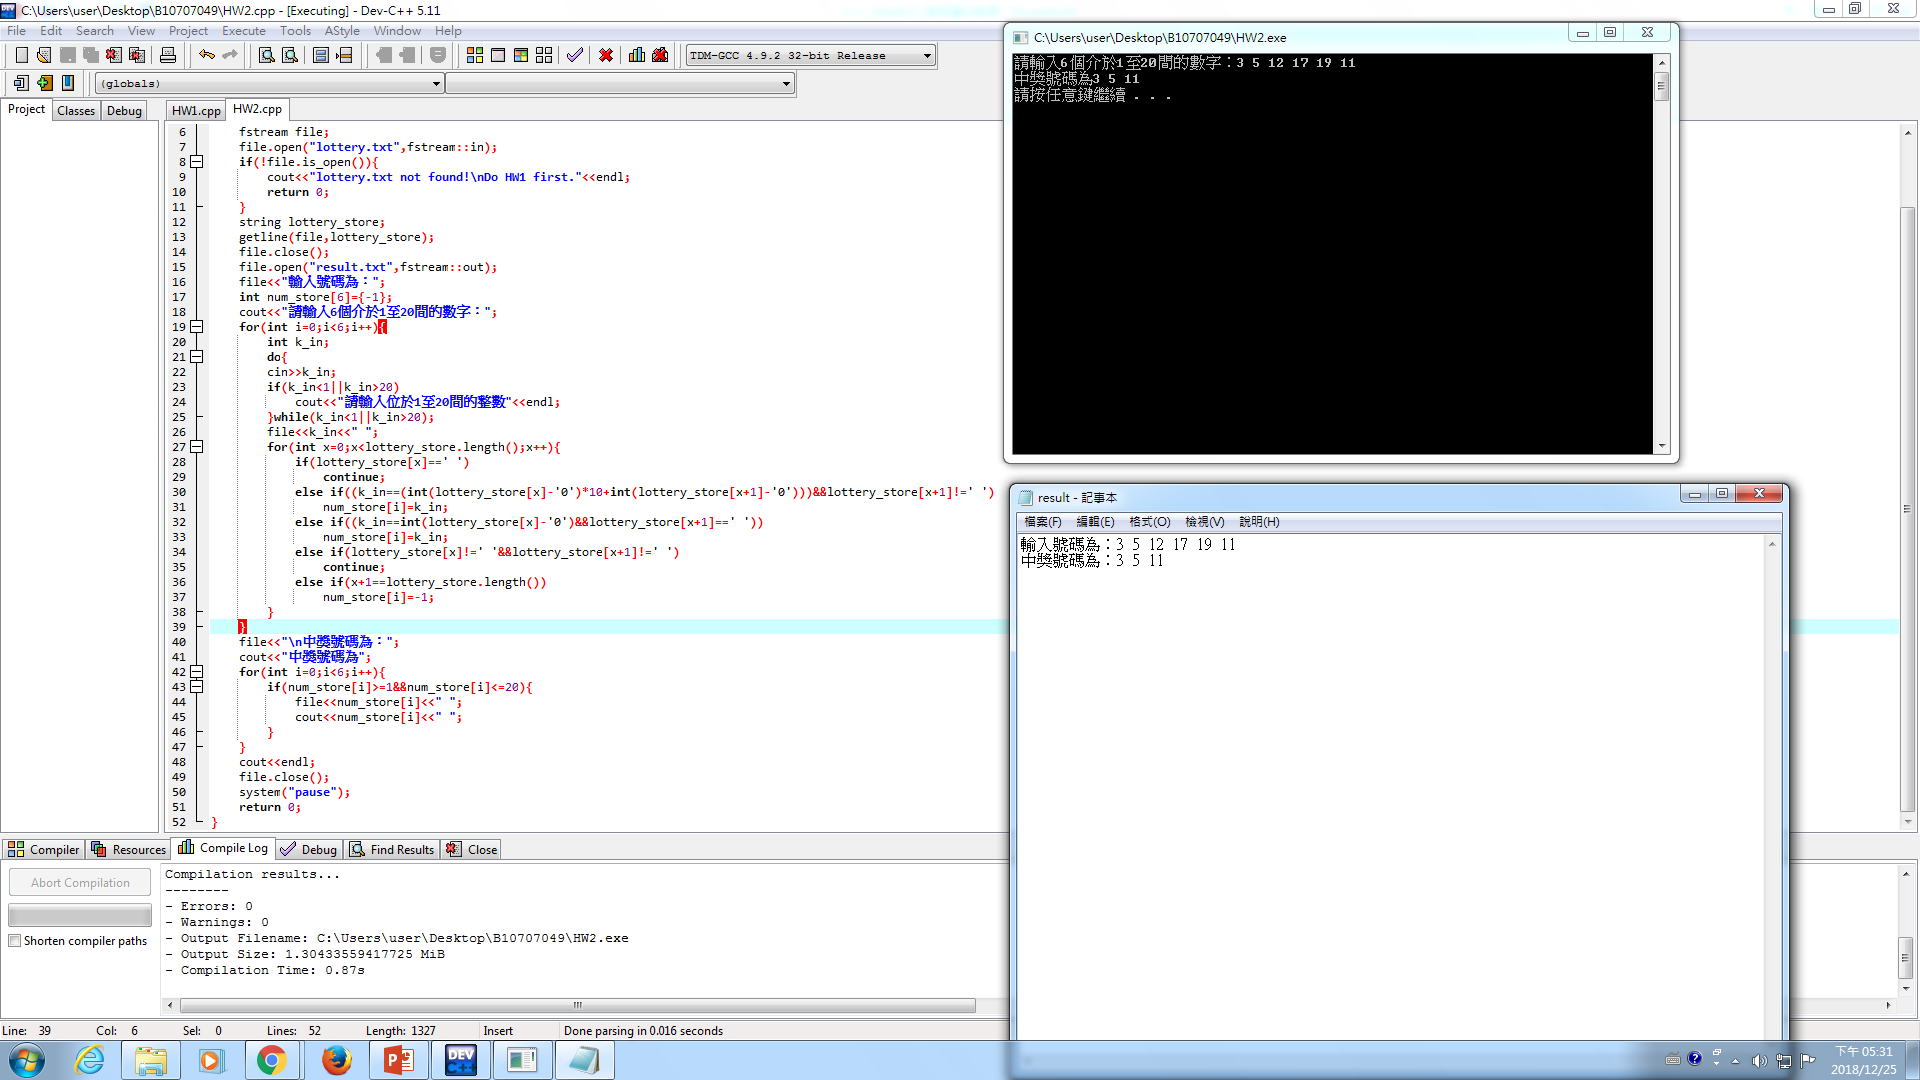 C:\Users\user\Desktop\B10707049\HW2.cpp - [Executing] - Dev-C++ 5.11
File Edit Search View Project Execute Tools AStyle Window Help
TDM-GCC 4.9.2 32-bit Release
(globals)
Project Classes Debug
HW1.cpp HW2.cpp
6 fstream file;
7 file.open("lottery.txt",fstream::in);
8 if(!file.is_open()){
9 cout<<"lottery.txt not found!\nDo HW1 first."<<endl;
10 return 0;
11 }
12 string lottery_store;
13 getline(file,lottery_store);
14 file.close();
15 file.open("result.txt",fstream::out);
16 file<<"輸入號碼為：";
17 int num_store[6]={-1};
18 cout<<"請輸入6個介於1至20間的數字：";
19 for(int i=0;i<6;i++){
20 int k_in;
21 do{
22 cin>>k_in;
23 if(k_in<1||k_in>20)
24 cout<<"請輸入位於1至20間的整數"<<endl;
25 }while(k_in<1||k_in>20);
26 file<<k_in<<" ";
27 for(int x=0;x<lottery_store.length();x++){
28 if(lottery_store[x]==' ')
29 continue;
30 else if((k_in==(int(lottery_store[x]-'0')*10+int(lottery_store[x+1]-'0')))&&lottery_store[x+1]!=' ')
31 num_store[i]=k_in;
32 else if((k_in==int(lottery_store[x]-'0')&&lottery_store[x+1]==' '))
33 num_store[i]=k_in;
34 else if(lottery_store[x]!=' '&&lottery_store[x+1]!=' ')
35 continue;
36 else if(x+1==lottery_store.length())
37 num_store[i]=-1;
38 }
39 }
40 file<<"\n中獎號碼為：";
41 cout<<"中獎號碼為";
42 for(int i=0;i<6;i++){
43 if(num_store[i]>=1&&num_store[i]<=20){
44 file<<num_store[i]<<" ";
45 cout<<num_store[i]<<" ";
46 }
47 }
48 cout<<endl;
49 file.close();
50 system("pause");
51 return 0;
52 }
C:\Users\user\Desktop\B10707049\HW2.exe
請輸入6個介於1至20間的數字：3 5 12 17 19 11
中獎號碼為3 5 11
請按任意鍵繼續 . . .
result - 記事本
檔案(F) 編輯(E) 格式(O) 檢視(V) 說明(H)
輸入號碼為：3 5 12 17 19 11
中獎號碼為：3 5 11
Compiler Resources Compile Log Debug Find Results Close
Abort Compilation
Shorten compiler paths
Compilation results...
--------
- Errors: 0
- Warnings: 0
- Output Filename: C:\Users\user\Desktop\B10707049\HW2.exe
- Output Size: 1.30433559417725 MiB
- Compilation Time: 0.87s
Line: 39 Col: 6 Sel: 0 Lines: 52 Length: 1327 Insert Done parsing in 0.016 seconds
DEV C++
下午 05:31
2018/12/25